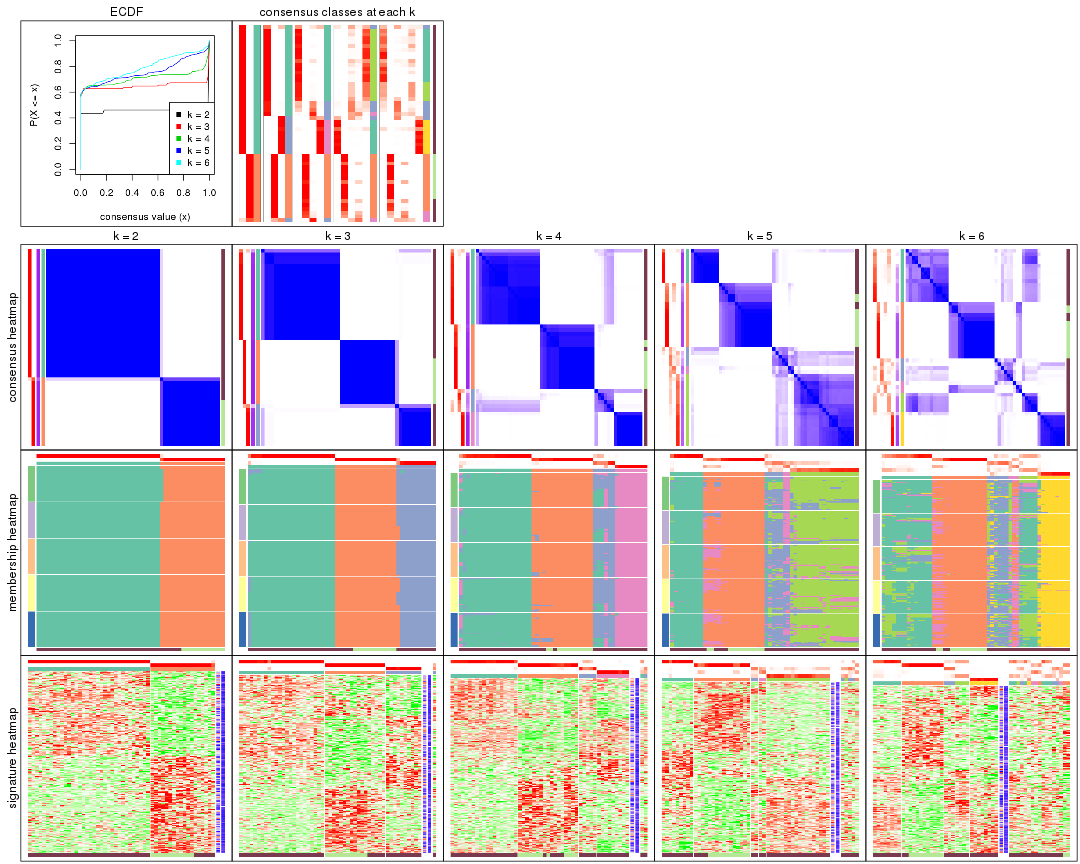 ECDF
consensus classes at each k
P(X <= x)
1.0
0.8
0.6
0.4
0.2
0.0
k = 2
k = 3
k = 4
k = 5
k = 6
0.0 0.2 0.4 0.6 0.8 1.0
consensus value (x)
k = 2 k = 3 k = 4 k = 5 k = 6
consensus heatmap
membership heatmap
signature heatmap